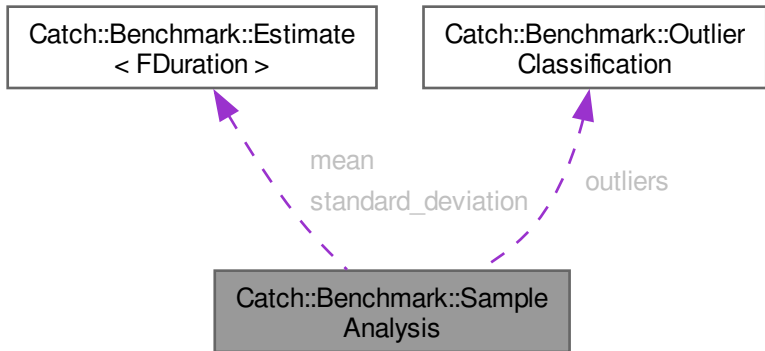 Catch::Benchmark::Estimate
< FDuration >
Catch::Benchmark::Outlier
Classification
mean
standard_deviation
outliers
Catch::Benchmark::Sample
Analysis